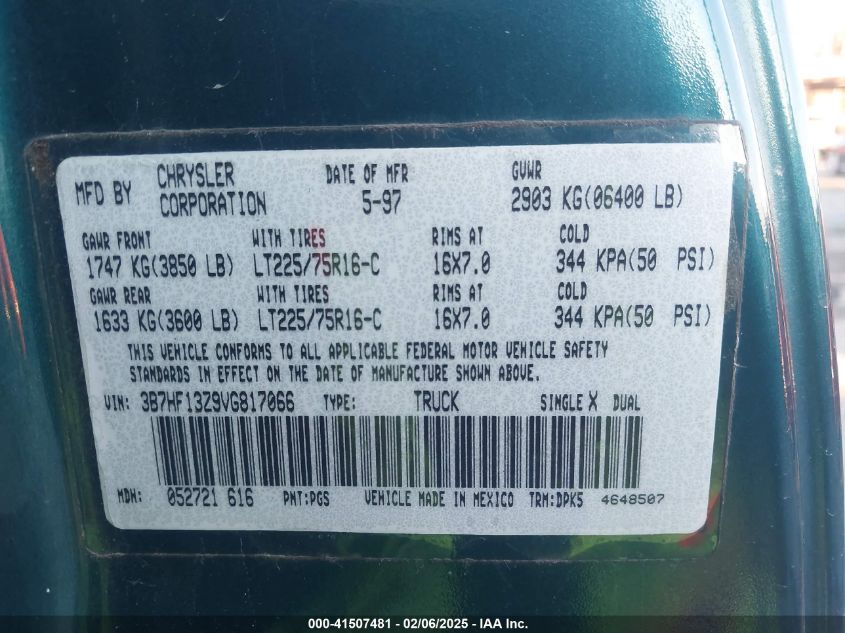 MFD BY CHRYSLER CORPORATION DATE OF MFR 5-97 GVWR 2903 KG(06400 LB)
GAWR FRONT WITH TIRES RIMS AT COLD
1747 KG(3850 LB) LT225/75R16-C 16X7.0 344 KPA(50 PSI)
GAWR REAR WITH TIRES RIMS AT COLD
1633 KG(3600 LB) LT225/75R16-C 16X7.0 344 KPA(50 PSI)
THIS VEHICLE CONFORMS TO ALL APPLICABLE FEDERAL MOTOR VEHICLE SAFETY
STANDARDS IN EFFECT ON THE DATE OF MANUFACTURE SHOWN ABOVE.
VIN: 3B7HF13Z9VG817066 TYPE: TRUCK SINGLE X DUAL
MDH: 052721 616 PNT:PGS VEHICLE MADE IN MEXICO TRM:DPK5 4648507
000-41507481 - 02/06/2025 - IAA Inc.